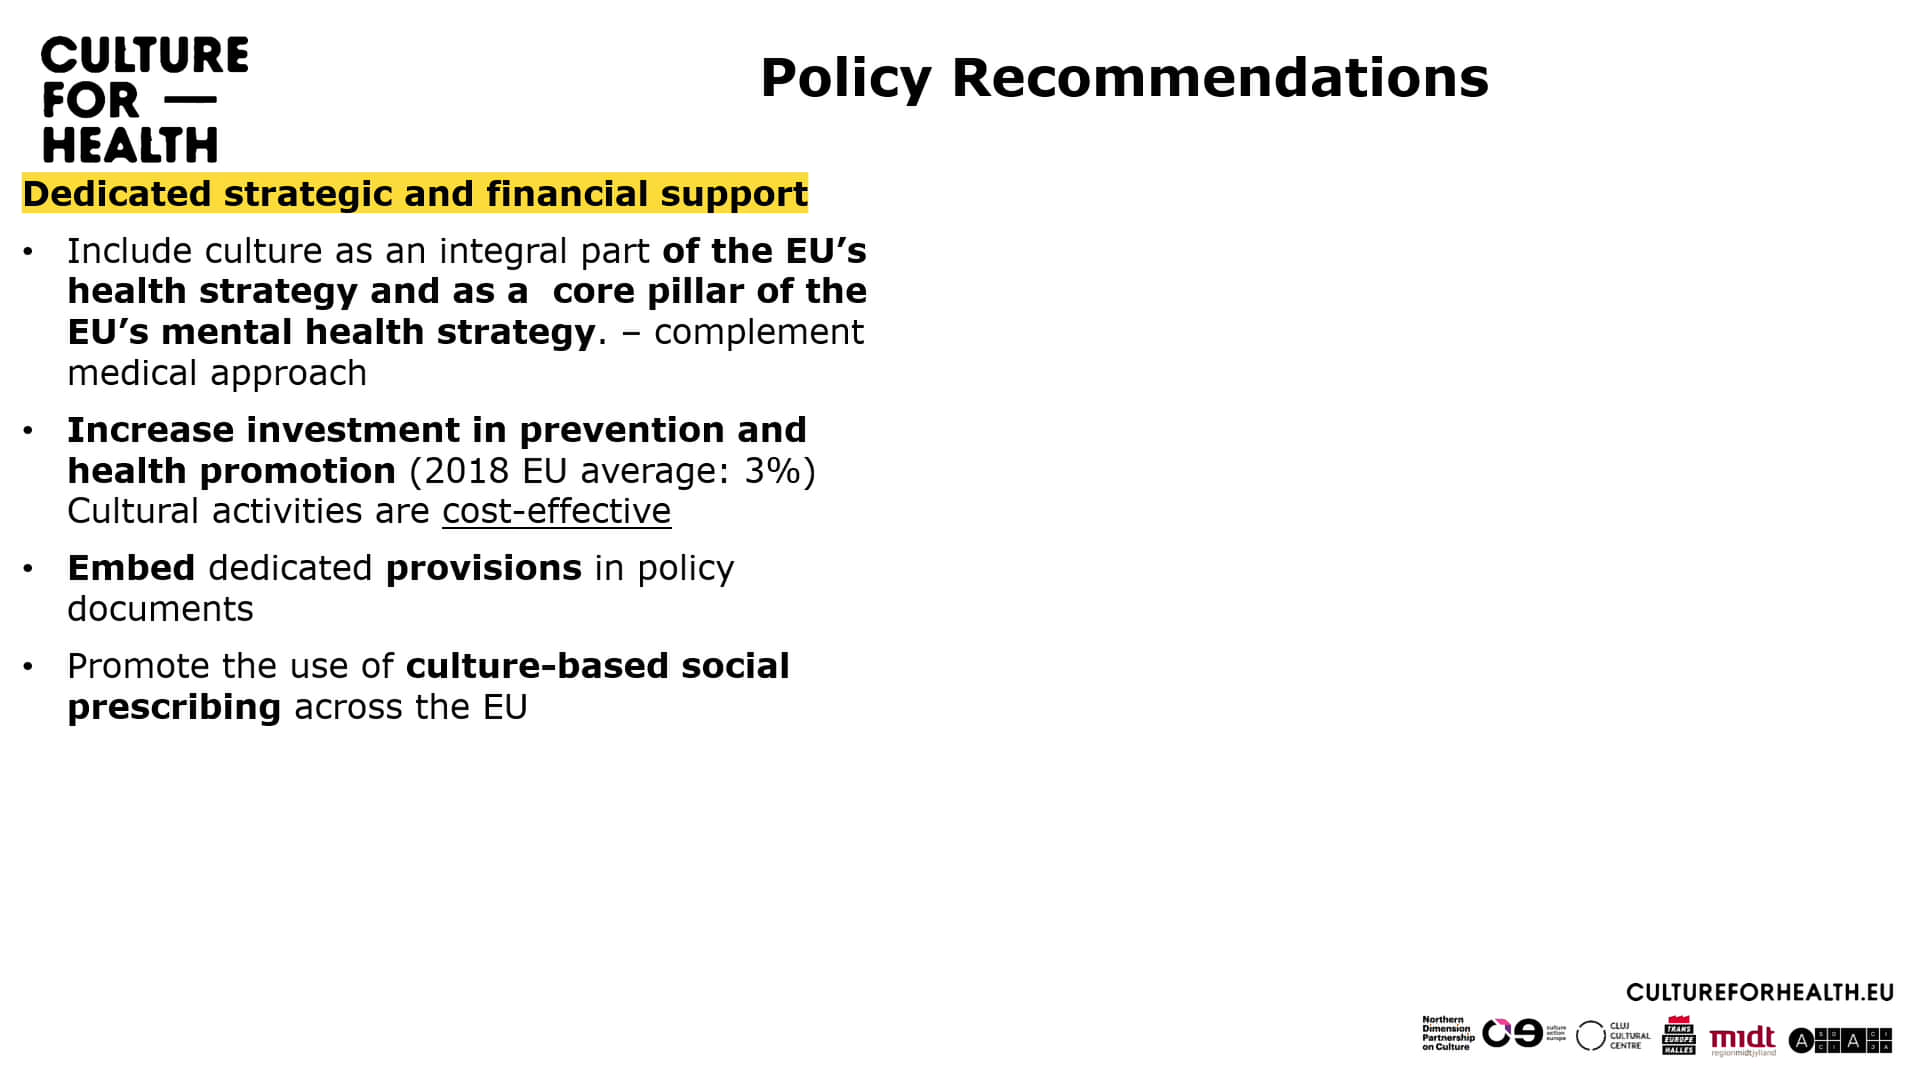 CULTURE
FOR —
HEALTH
Policy Recommendations
Dedicated strategic and financial support
• Include culture as an integral part of the EU’s
health strategy and as a  core pillar of the
EU’s mental health strategy. – complement
medical approach
• Increase investment in prevention and
health promotion (2018 EU average: 3%)
Cultural activities are cost-effective
• Embed dedicated provisions in policy
documents
• Promote the use of culture-based social
prescribing across the EU
CULTUREFORHEALTH.EU
Northern
Dimension
Partnership
on Culture
culture
action
europe
CLUJ
CULTURAL
CENTRE
TRANS
EUROPE
HALLES
midt
regionmidtjylland